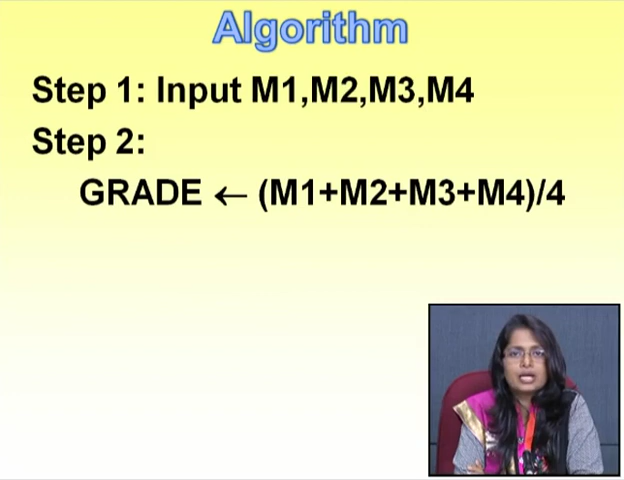 Algorithm
Step 1: Input M1,M2,M3,M4
Step 2:
GRADE ← (M1+M2+M3+M4)/4